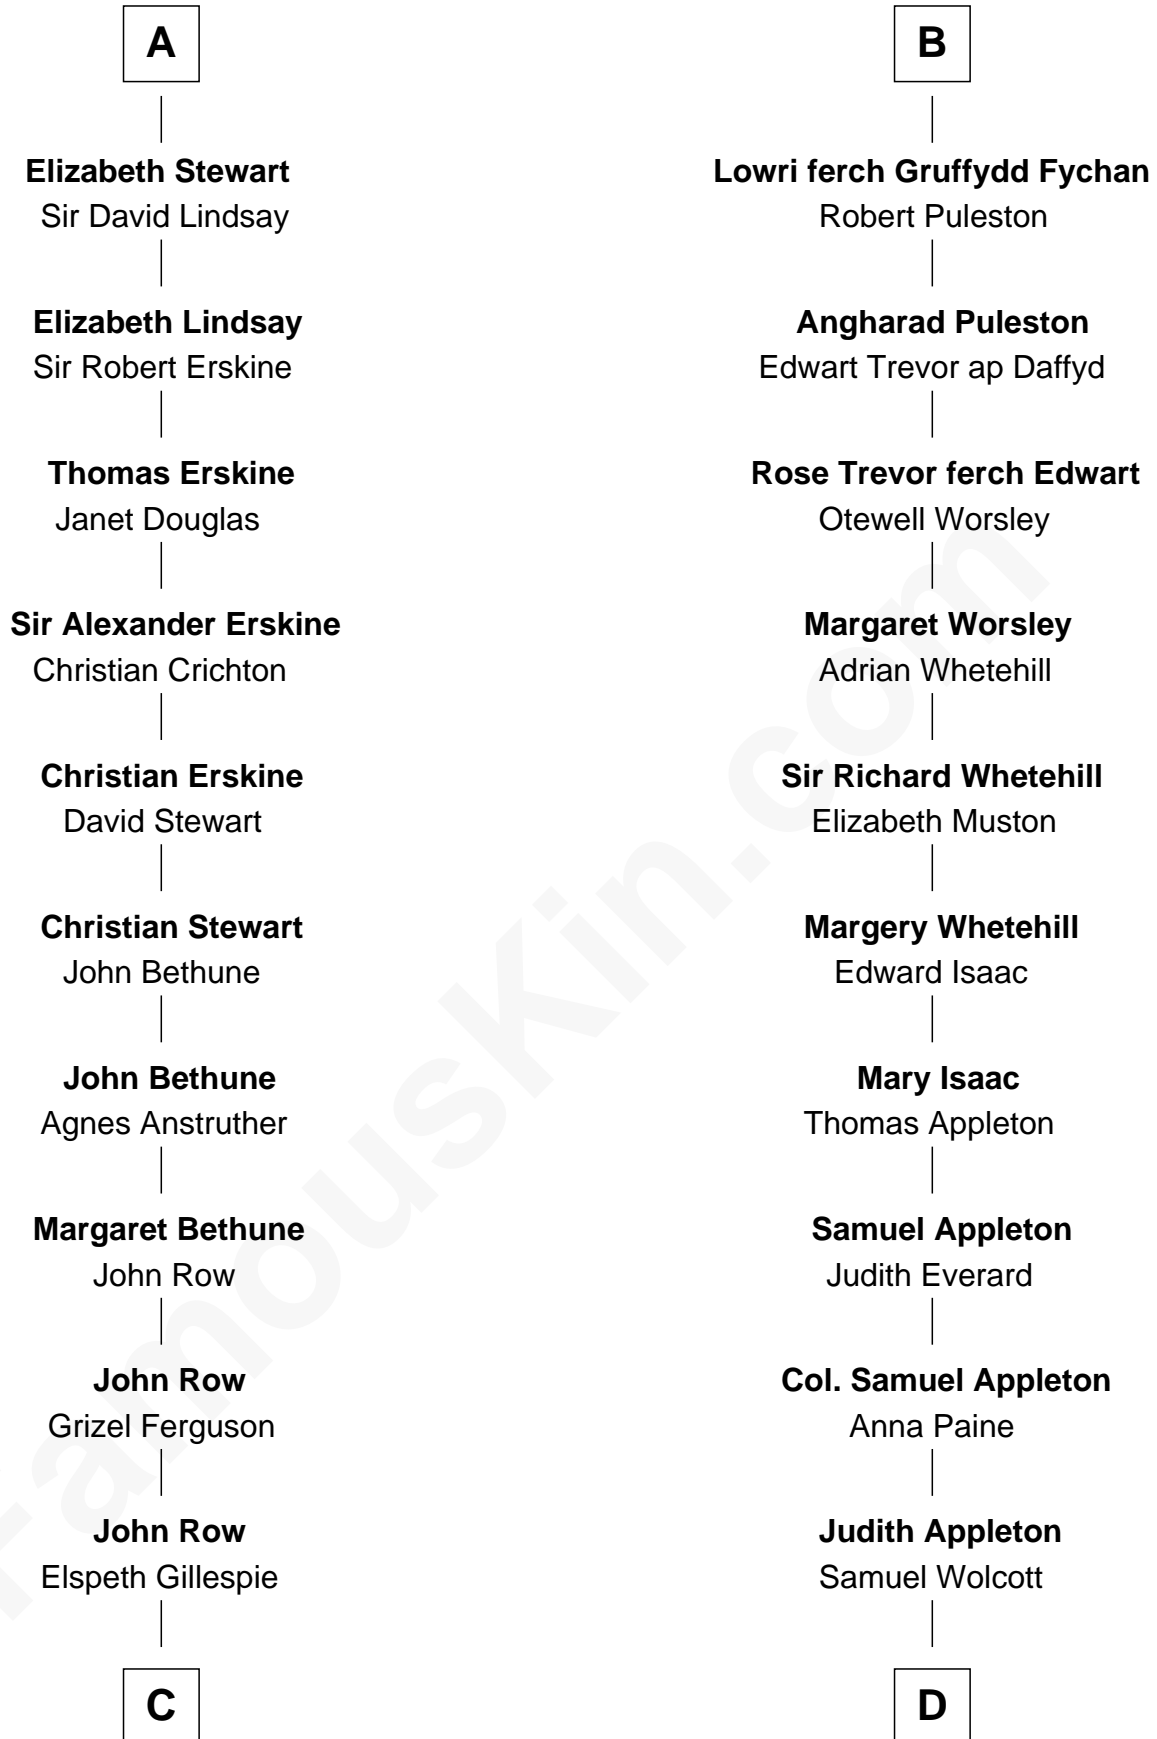 A
Elizabeth Stewart
Sir David Lindsay
Elizabeth Lindsay
Sir Robert Erskine
Thomas Erskine
Janet Douglas
Sir Alexander Erskine
Christian Crichton
Christian Erskine
David Stewart
Christian Stewart
John Bethune
John Bethune
Agnes Anstruther
Margaret Bethune
John Row
John Row
Grizel Ferguson
John Row
Elspeth Gillespie
C
B
Lowri ferch Gruffydd Fychan
Robert Puleston
Angharad Puleston
Edwart Trevor ap Daffyd
Rose Trevor ferch Edwart
Otewell Worsley
Margaret Worsley
Adrian Whetehill
Sir Richard Whetehill
Elizabeth Muston
Margery Whetehill
Edward Isaac
Mary Isaac
Thomas Appleton
Samuel Appleton
Judith Everard
Col. Samuel Appleton
Anna Paine
Judith Appleton
Samuel Wolcott
D
FamousKin.com